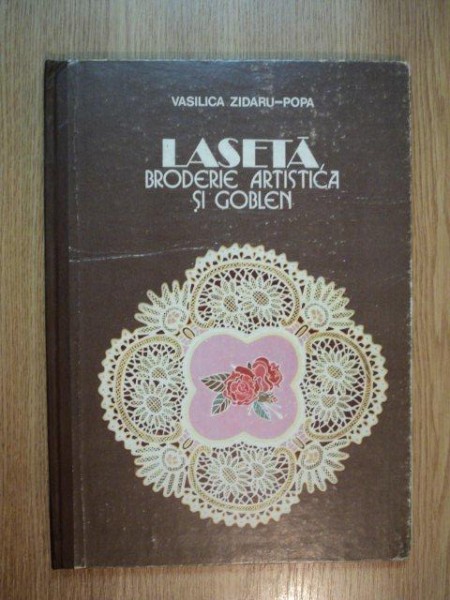 VASILICA ZIDARU-POPA
LASETĂ,
BRODERIE ARTISTICĂ
ȘI GOBLEN